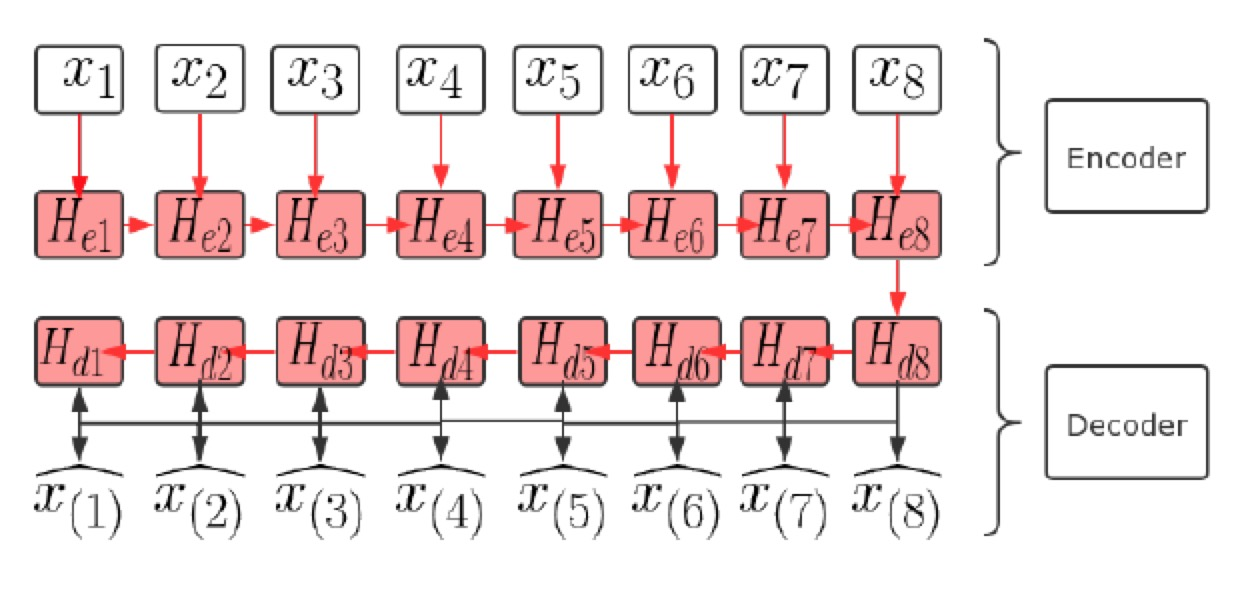 x1 x2 x3 x4 x5 x6 x7 x8
Encoder
He1 He2 He3 He4 He5 He6 He7 He8
Hd1 Hd2 Hd3 Hd4 Hd5 Hd6 Hd7 Hd8
Decoder
x(1) x(2) x(3) x(4) x(5) x(6) x(7) x(8)